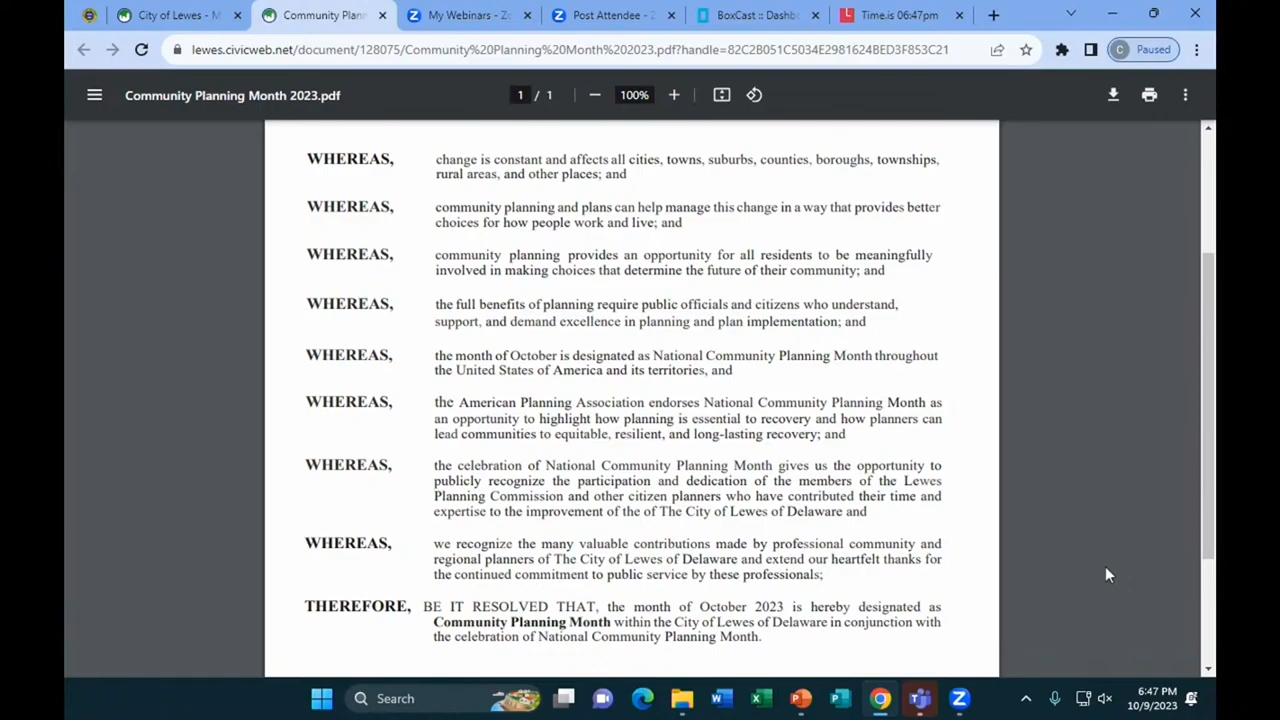 City of Lewes - M
Community Plann
My Webinars - Zo
Post Attendee - Z
BoxCast :: Dashb
Time.is 06:47pm
lewes.civicweb.net/document/128075/Community%20Planning%20Month%202023.pdf?handle=82C2B051C5034E2981624BED3F853C21
C Paused
Community Planning Month 2023.pdf
1 / 1
100%
WHEREAS, change is constant and affects all cities, towns, suburbs, counties, boroughs, townships,
rural areas, and other places; and
WHEREAS, community planning and plans can help manage this change in a way that provides better
choices for how people work and live; and
WHEREAS, community planning provides an opportunity for all residents to be meaningfully
involved in making choices that determine the future of their community; and
WHEREAS, the full benefits of planning require public officials and citizens who understand,
support, and demand excellence in planning and plan implementation; and
WHEREAS, the month of October is designated as National Community Planning Month throughout
the United States of America and its territories, and
WHEREAS, the American Planning Association endorses National Community Planning Month as
an opportunity to highlight how planning is essential to recovery and how planners can
lead communities to equitable, resilient, and long-lasting recovery; and
WHEREAS, the celebration of National Community Planning Month gives us the opportunity to
publicly recognize the participation and dedication of the members of the Lewes
Planning Commission and other citizen planners who have contributed their time and
expertise to the improvement of the of The City of Lewes of Delaware and
WHEREAS, we recognize the many valuable contributions made by professional community and
regional planners of The City of Lewes of Delaware and extend our heartfelt thanks for
the continued commitment to public service by these professionals;
THEREFORE, BE IT RESOLVED THAT, the month of October 2023 is hereby designated as
Community Planning Month within the City of Lewes of Delaware in conjunction with
the celebration of National Community Planning Month.
Search
6:47 PM
10/9/2023